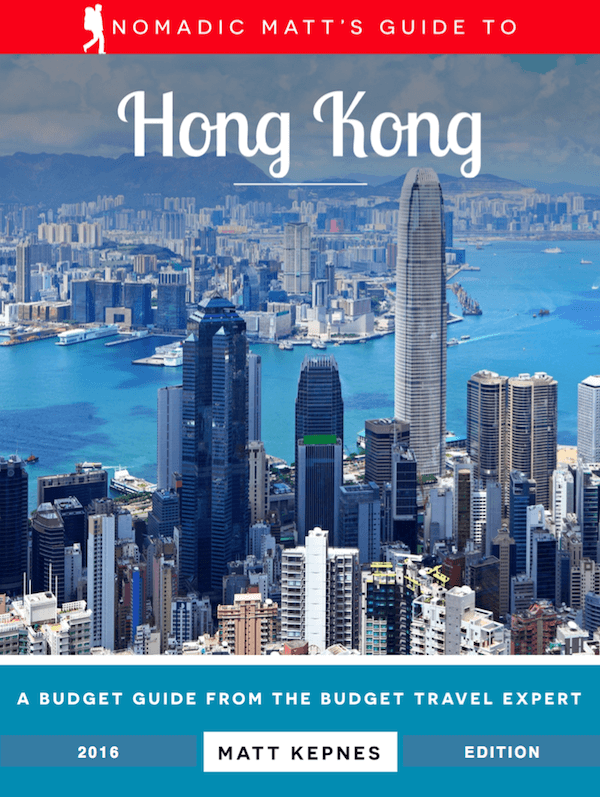 NOMADIC MATT'S GUIDE TO
Hong Kong
A BUDGET GUIDE FROM THE BUDGET TRAVEL EXPERT
2016 MATT KEPNES EDITION